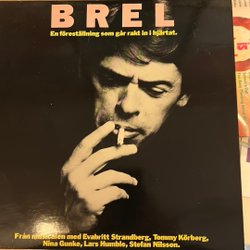 BREL
En föreställning som går rakt in i hjärtat.
Från musicalen med Evabritt Strandberg, Tommy Körberg,
Nina Gunke, Lars Humble, Stefan Nilsson.